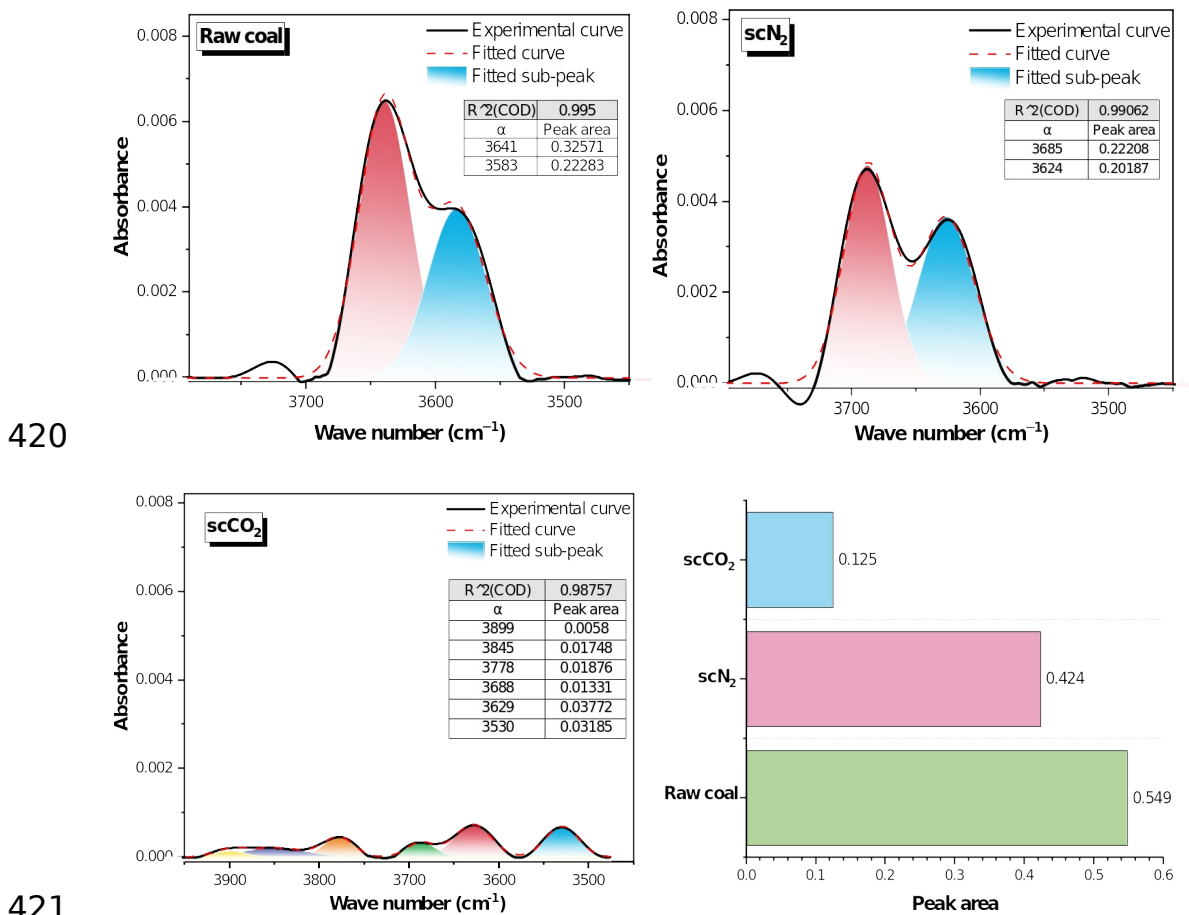 Raw coal
Experimental curve
Fitted curve
Fitted sub-peak
R^2(COD) 0.995
α Peak area
3641 0.32571
3583 0.22283
0.008
0.006
0.004
0.002
0.000
Absorbance
3700 3600 3500
Wave number (cm⁻¹)
scN₂
Experimental curve
Fitted curve
Fitted sub-peak
R^2(COD) 0.99062
α Peak area
3685 0.22208
3624 0.20187
0.008
0.006
0.004
0.002
0.000
Absorbance
3700 3600 3500
Wave number (cm⁻¹)
420
scCO₂
Experimental curve
Fitted curve
Fitted sub-peak
R^2(COD) 0.98757
α Peak area
3899 0.0058
3845 0.01748
3778 0.01876
3688 0.01331
3629 0.03772
3530 0.03185
0.008
0.006
0.004
0.002
0.000
Absorbance
3900 3800 3700 3600 3500
Wave number (cm⁻¹)
scCO₂ 0.125
scN₂ 0.424
Raw coal 0.549
0.0 0.1 0.2 0.3 0.4 0.5 0.6
Peak area
421